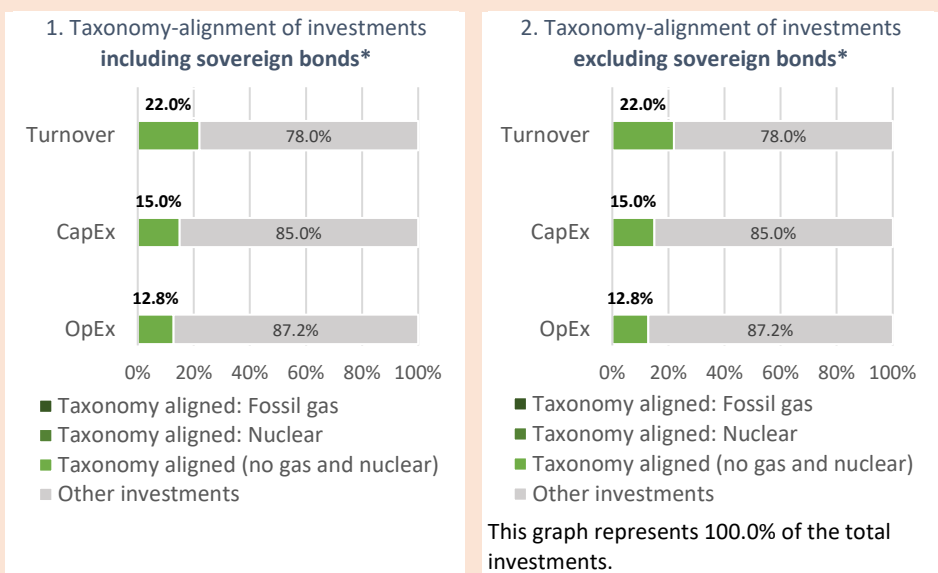 1. Taxonomy-alignment of investments
including sovereign bonds*
22.0%
Turnover
78.0%
15.0%
CapEx
85.0%
12.8%
OpEx
87.2%
0% 20% 40% 60% 80% 100%
Taxonomy aligned: Fossil gas
Taxonomy aligned: Nuclear
Taxonomy aligned (no gas and nuclear)
Other investments
2. Taxonomy-alignment of investments
excluding sovereign bonds*
22.0%
Turnover
78.0%
15.0%
CapEx
85.0%
12.8%
OpEx
87.2%
0% 20% 40% 60% 80% 100%
Taxonomy aligned: Fossil gas
Taxonomy aligned: Nuclear
Taxonomy aligned (no gas and nuclear)
Other investments
This graph represents 100.0% of the total
investments.